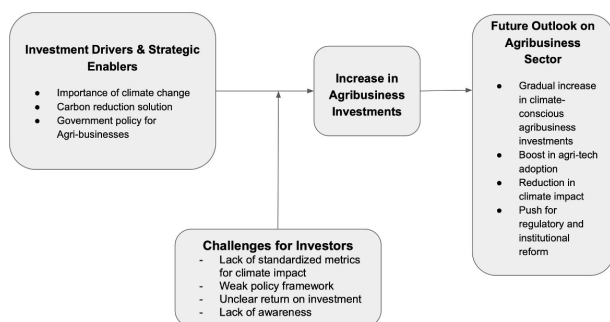 Investment Drivers & Strategic
Enablers
● Importance of climate change
● Carbon reduction solution
● Government policy for
Agri-businesses
Increase in
Agribusiness
Investments
Future Outlook on
Agribusiness
Sector
● Gradual increase
in climate-
conscious
agribusiness
investments
● Boost in agri-tech
adoption
● Reduction in
climate impact
● Push for
regulatory and
institutional
reform
Challenges for Investors
- Lack of standardized metrics
for climate impact
- Weak policy framework
- Unclear return on investment
- Lack of awareness